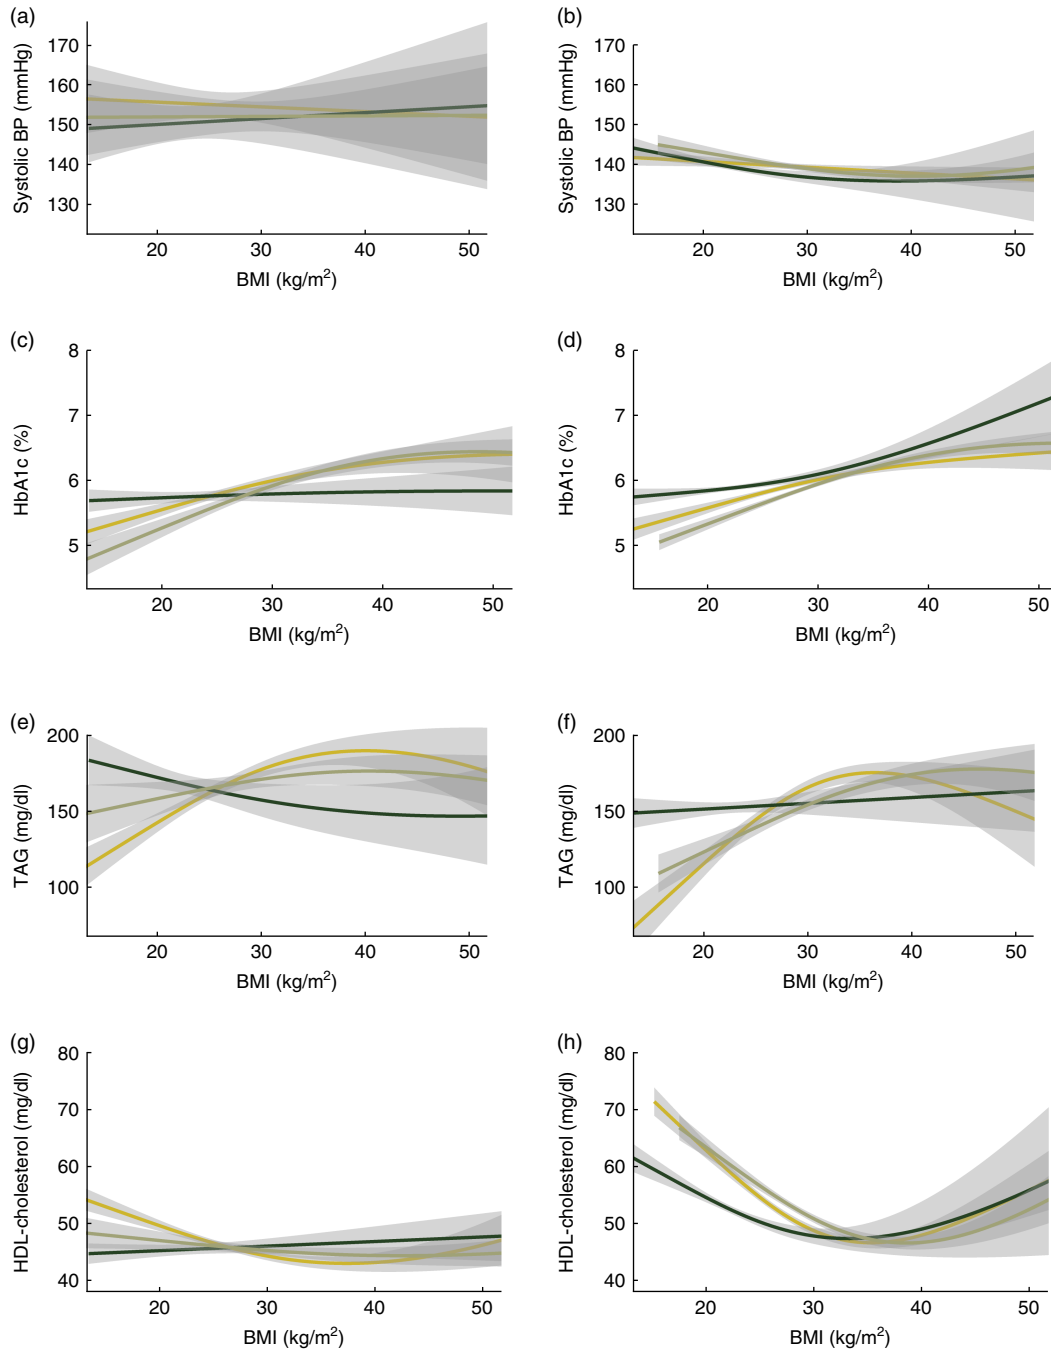 (a)
170
160
150
140
130
Systolic BP (mmHg)
20 30 40 50
BMI (kg/m²)
(b)
170
160
150
140
130
Systolic BP (mmHg)
20 30 40 50
BMI (kg/m²)
(c)
8
7
6
5
HbA1c (%)
20 30 40 50
BMI (kg/m²)
(d)
8
7
6
5
HbA1c (%)
20 30 40 50
BMI (kg/m²)
(e)
200
150
100
TAG (mg/dl)
20 30 40 50
BMI (kg/m²)
(f)
200
150
100
TAG (mg/dl)
20 30 40 50
BMI (kg/m²)
(g)
80
70
60
50
40
HDL-cholesterol (mg/dl)
20 30 40 50
BMI (kg/m²)
(h)
80
70
60
50
40
HDL-cholesterol (mg/dl)
20 30 40 50
BMI (kg/m²)